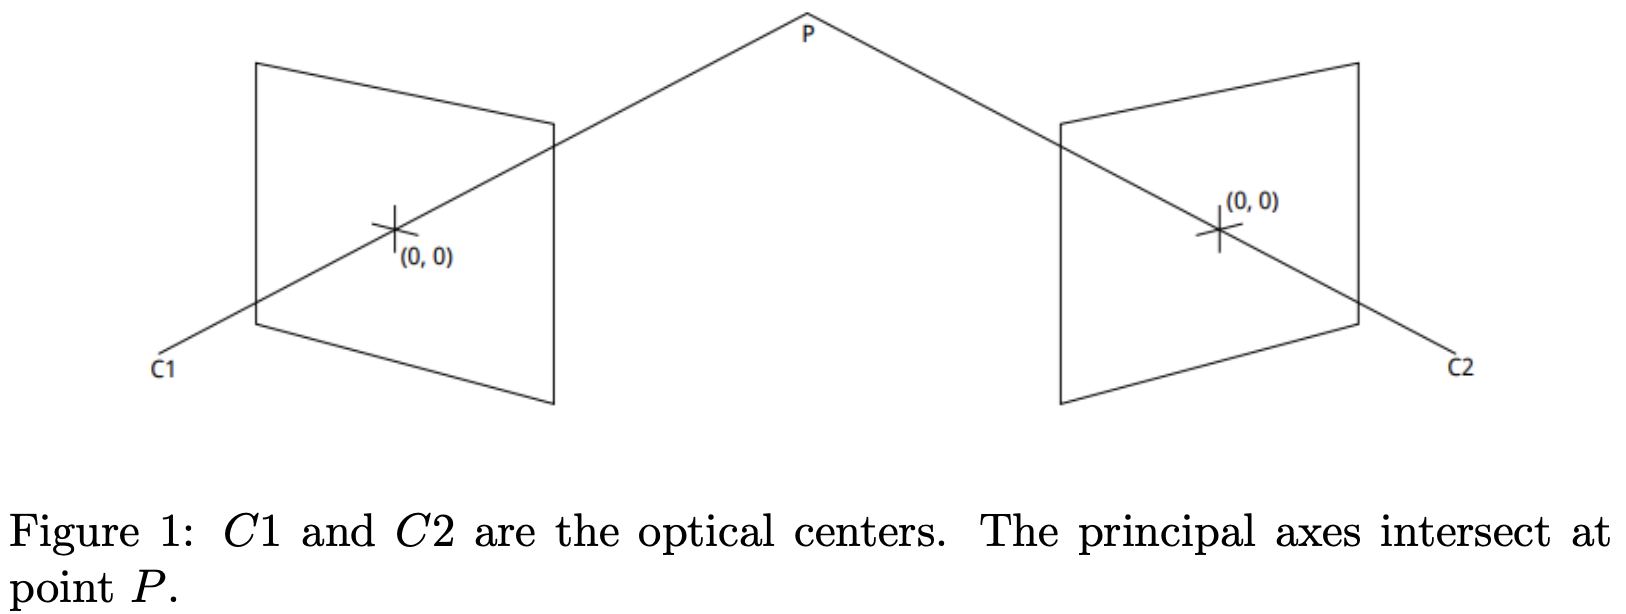 P
(0, 0)
(0, 0)
C1
C2
Figure 1: C1 and C2 are the optical centers. The principal axes intersect at
point P.